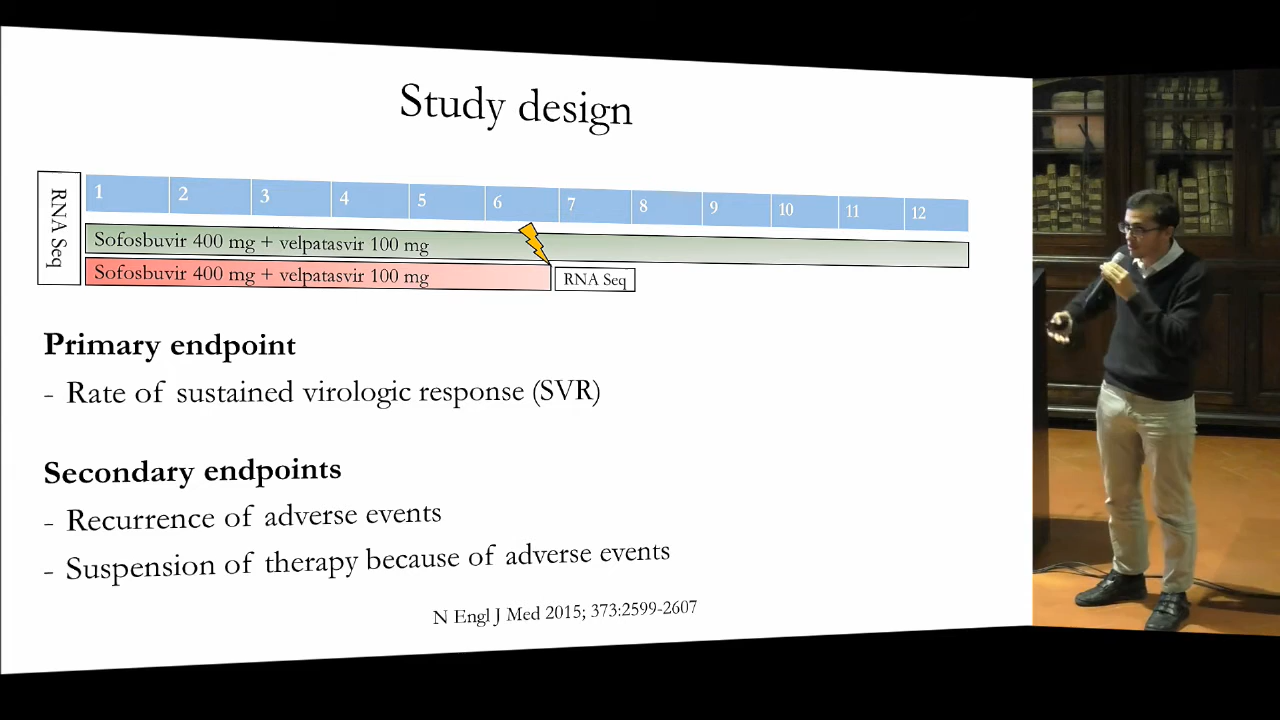 Study design
RNA Seq
1 2 3 4 5 6 7 8 9 10 11 12
Sofosbuvir 400 mg + velpatasvir 100 mg
Sofosbuvir 400 mg + velpatasvir 100 mg
RNA Seq
Primary endpoint
- Rate of sustained virologic response (SVR)
Secondary endpoints
- Recurrence of adverse events
- Suspension of therapy because of adverse events
N Engl J Med 2015; 373:2599-2607